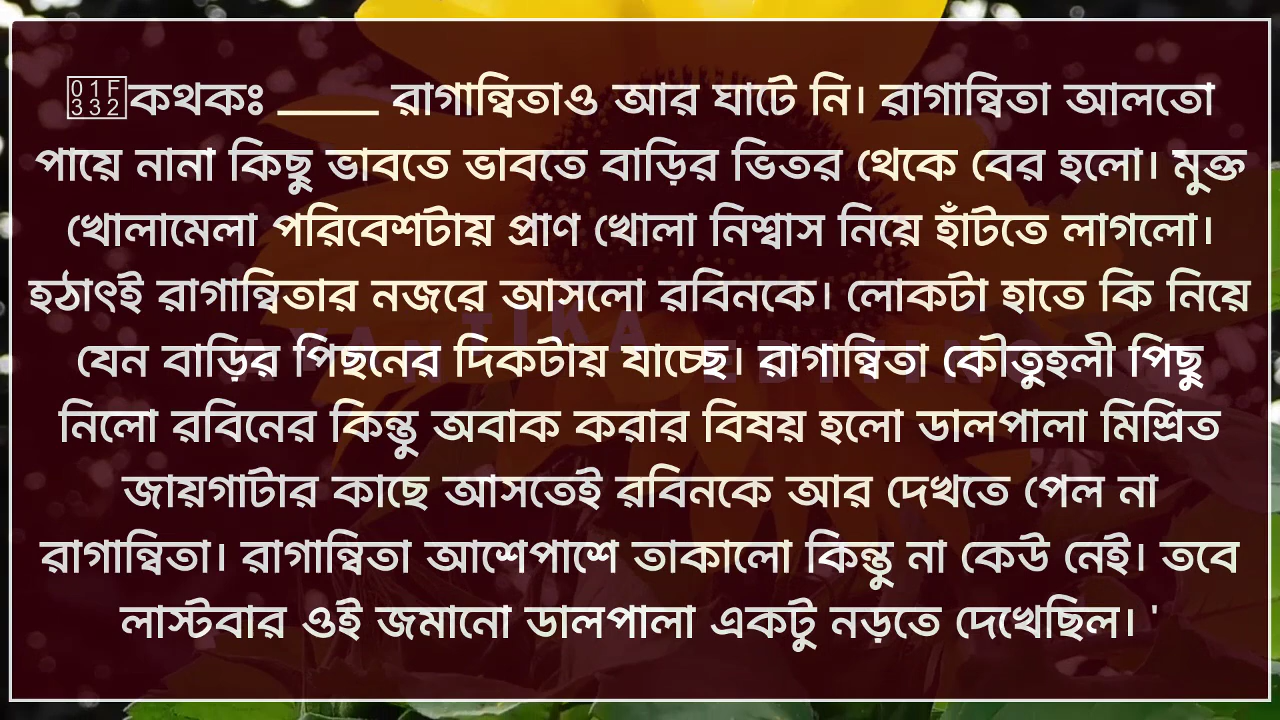 কথকঃ _____ রাগান্বিতাও আর ঘাটে নি। রাগান্বিতা আলতো
পায়ে নানা কিছু ভাবতে ভাবতে বাড়ির ভিতর থেকে বের হলো। মুক্ত
খোলামেলা পরিবেশটায় প্রাণ খোলা নিশ্বাস নিয়ে হাঁটতে লাগলো।
হঠাৎই রাগান্বিতার নজরে আসলো রবিনকে। লোকটা হাতে কি নিয়ে
যেন বাড়ির পিছনের দিকটায় যাচ্ছে। রাগান্বিতা কৌতুহলী পিছু
নিলো রবিনের কিন্তু অবাক করার বিষয় হলো ডালপালা মিশ্রিত
জায়গাটার কাছে আসতেই রবিনকে আর দেখতে পেল না
রাগান্বিতা। রাগান্বিতা আশেপাশে তাকালো কিন্তু না কেউ নেই। তবে
লাস্টবার ওই জমানো ডালপালা একটু নড়তে দেখেছিল। '